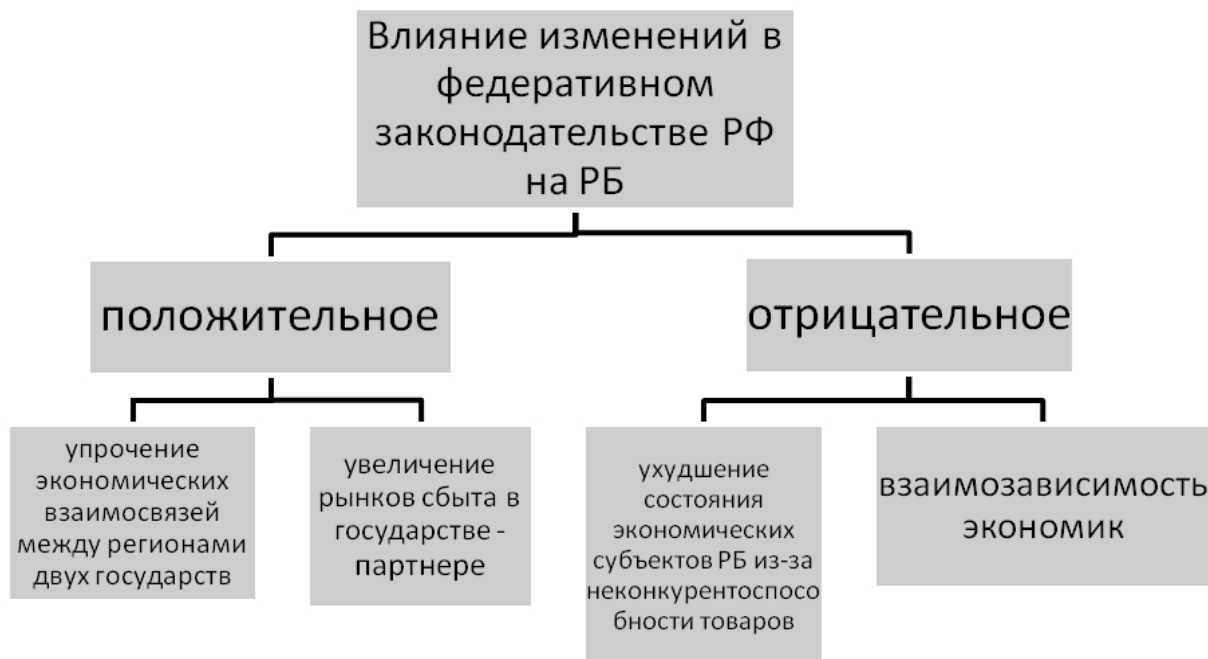 Влияние изменений в
федеративном
законодательстве РФ
на РБ
положительное
отрицательное
упрочение
экономических
взаимосвязей
между регионами
двух государств
увеличение
рынков сбыта в
государстве -
партнере
ухудшение
состояния
экономических
субъектов РБ из-за
неконкурентоспосо
бности товаров
взаимозависимость
экономик